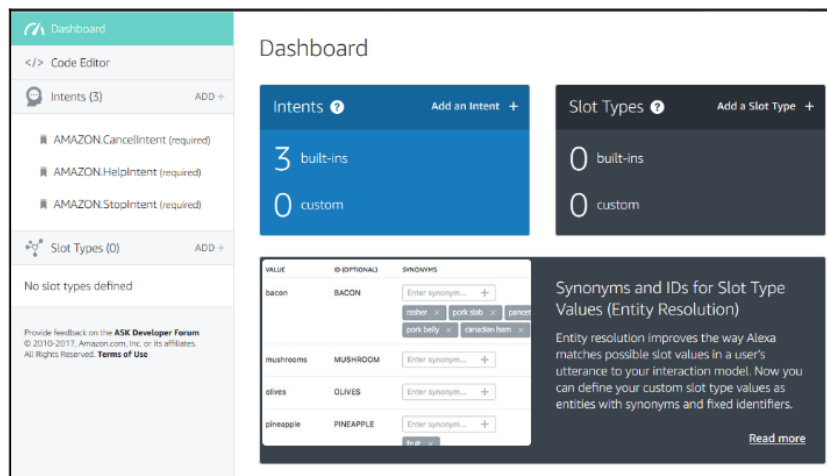 Dashboard
</> Code Editor
Intents (3) ADD +
AMAZON.CancelIntent (required)
AMAZON.HelpIntent (required)
AMAZON.StopIntent (required)
Slot Types (0) ADD +
No slot types defined
Provide feedback on the ASK Developer Forum
© 2010-2017, Amazon.com, Inc. or its affiliates.
All Rights Reserved. Terms of Use
Dashboard
Intents ? Add an Intent +
3 built-ins
0 custom
Slot Types ? Add a Slot Type +
0 built-ins
0 custom
VALUE ID (OPTIONAL) SYNONYMS
bacon BACON Enter synonym... +
rasher × pork slab × pancet
pork belly × canadian ham ×
mushrooms MUSHROOM Enter synonym... +
olives OLIVES Enter synonym... +
pineapple PINEAPPLE Enter synonym... +
fruit ×
Synonyms and IDs for Slot Type
Values (Entity Resolution)
Entity resolution improves the way Alexa
matches possible slot values in a user's
utterance to your interaction model. Now you
can define your custom slot type values as
entities with synonyms and fixed identifiers.
Read more